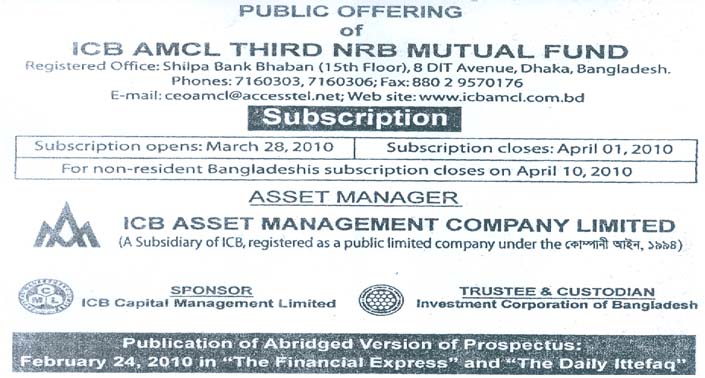 PUBLIC OFFERING
of
ICB AMCL THIRD NRB MUTUAL FUND
Registered Office: Shilpa Bank Bhaban (15th Floor), 8 DIT Avenue, Dhaka, Bangladesh.
Phones: 7160303, 7160306; Fax: 880 2 9570176
E-mail: ceoamcl@accesstel.net; Web site: www.icbamcl.com.bd
Subscription
Subscription opens: March 28, 2010 Subscription closes: April 01, 2010
For non-resident Bangladeshis subscription closes on April 10, 2010
ASSET MANAGER
ICB ASSET MANAGEMENT COMPANY LIMITED
(A Subsidiary of ICB, registered as a public limited company under the কোম্পানী আইন, ১৯৯৪)
SPONSOR
ICB Capital Management Limited
TRUSTEE & CUSTODIAN
Investment Corporation of Bangladesh
Publication of Abridged Version of Prospectus:
February 24, 2010 in "The Financial Express" and "The Daily Ittefaq"